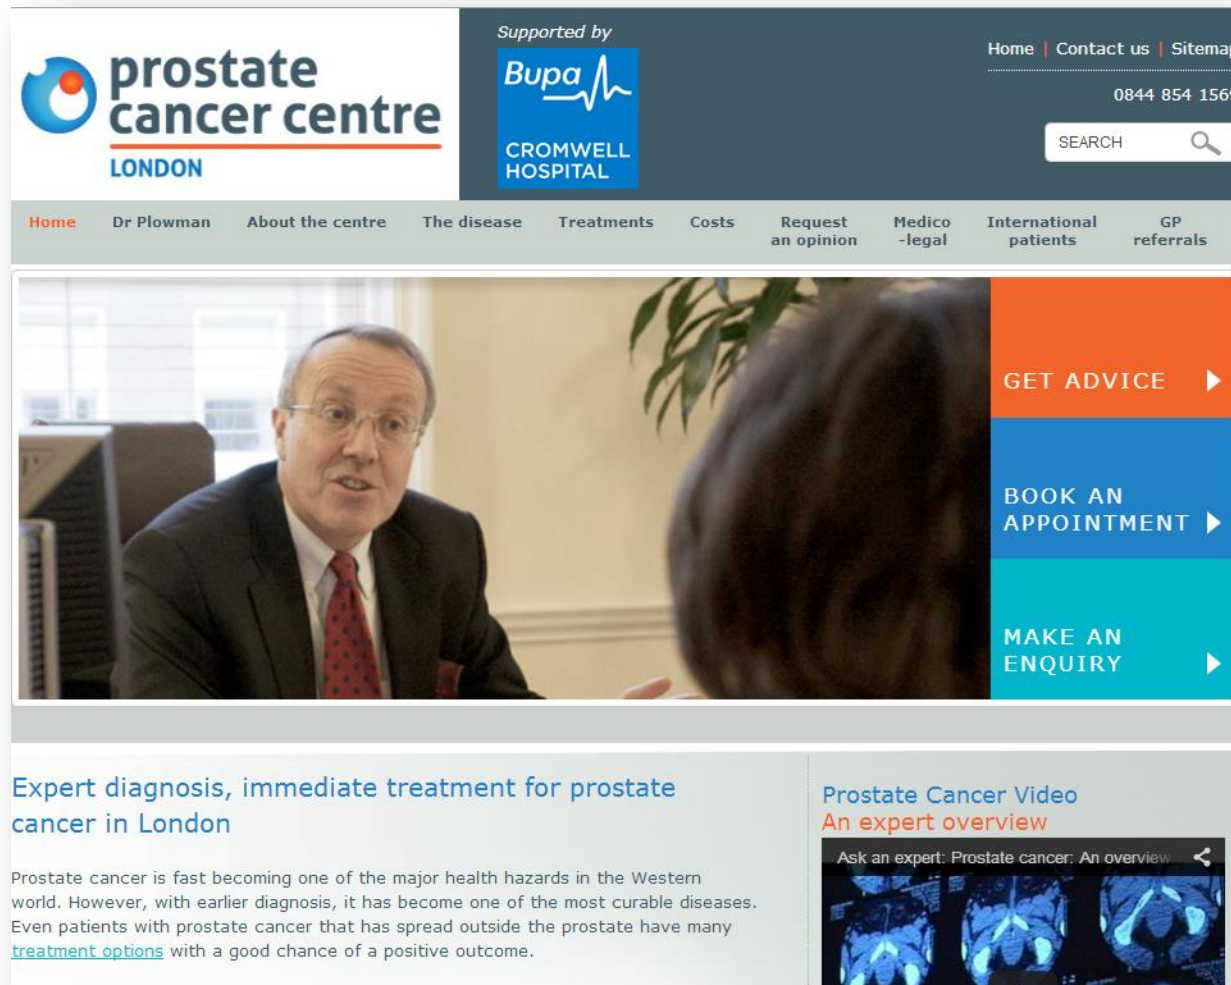 prostate
cancer centre
LONDON
Supported by
Bupa
CROMWELL
HOSPITAL
Home | Contact us | Sitemap
0844 854 156
SEARCH
Home
Dr Plowman
About the centre
The disease
Treatments
Costs
Request
an opinion
Medico
-legal
International
patients
GP
referrals
GET ADVICE
BOOK AN
APPOINTMENT
MAKE AN
ENQUIRY
Expert diagnosis, immediate treatment for prostate
cancer in London
Prostate cancer is fast becoming one of the major health hazards in the Western
world. However, with earlier diagnosis, it has become one of the most curable diseases.
Even patients with prostate cancer that has spread outside the prostate have many
treatment options with a good chance of a positive outcome.
Prostate Cancer Video
An expert overview
Ask an expert: Prostate cancer: An overview